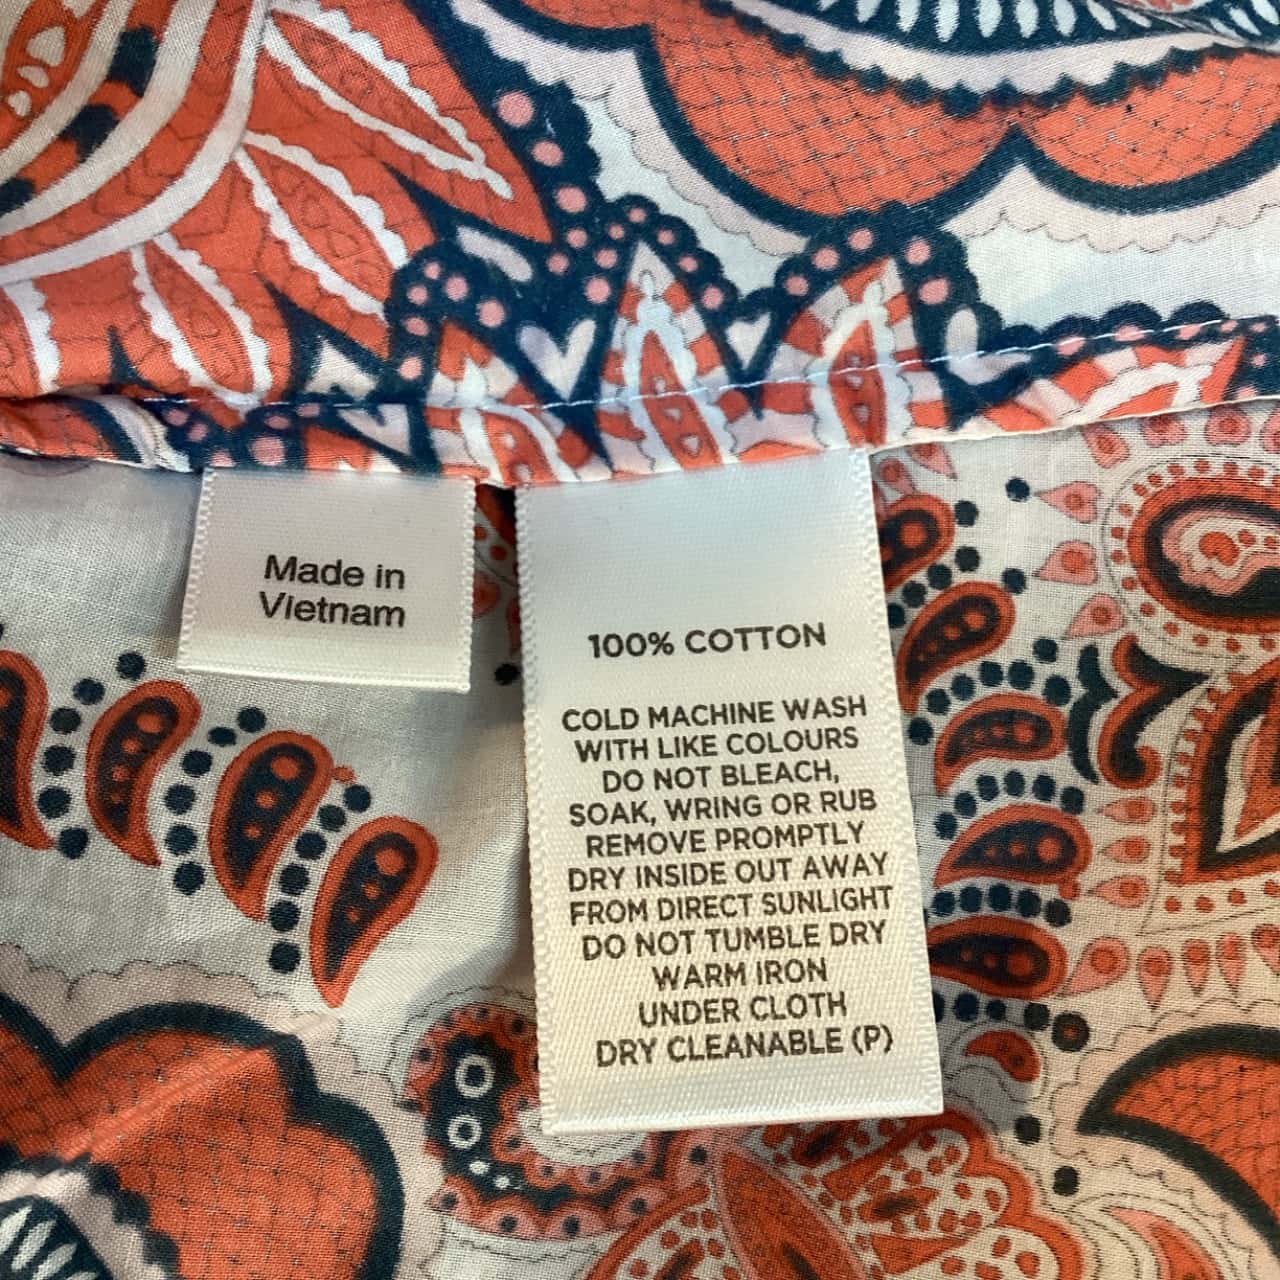 Made in
Vietnam
100% COTTON
COLD MACHINE WASH
WITH LIKE COLOURS
DO NOT BLEACH,
SOAK, WRING OR RUB
REMOVE PROMPTLY
DRY INSIDE OUT AWAY
FROM DIRECT SUNLIGHT
DO NOT TUMBLE DRY
WARM IRON
UNDER CLOTH
DRY CLEANABLE (P)